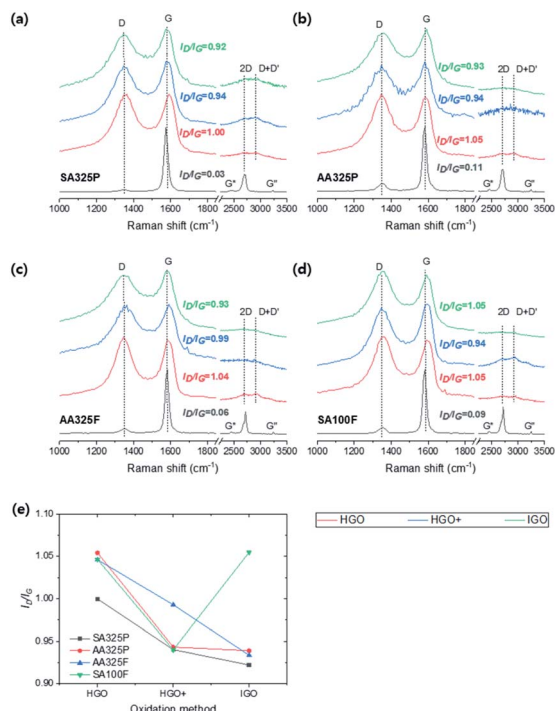 (a)
D
G
2D D+D'
I_D/I_G=0.92
I_D/I_G=0.94
I_D/I_G=1.00
I_D/I_G=0.03
SA325P
G* G"
1000 1200 1400 1600 1800 2500 3000 3500
Raman shift (cm⁻¹)
(b)
D
G
2D D+D'
I_D/I_G=0.93
I_D/I_G=0.94
I_D/I_G=1.05
I_D/I_G=0.11
AA325P
G* G"
1000 1200 1400 1600 1800 2500 3000 3500
Raman shift (cm⁻¹)
(c)
D
G
2D D+D'
I_D/I_G=0.93
I_D/I_G=0.99
I_D/I_G=1.04
I_D/I_G=0.06
AA325F
G* G"
1000 1200 1400 1600 1800 2500 3000 3500
Raman shift (cm⁻¹)
(d)
D
G
2D D+D'
I_D/I_G=1.05
I_D/I_G=0.94
I_D/I_G=1.05
I_D/I_G=0.09
SA100F
G* G"
1000 1200 1400 1600 1800 2500 3000 3500
Raman shift (cm⁻¹)
(e)
1.10
1.05
1.00
0.95
0.90
I_D/I_G
SA325P
AA325P
AA325F
SA100F
HGO HGO+ IGO
Oxidation method
HGO HGO+ IGO